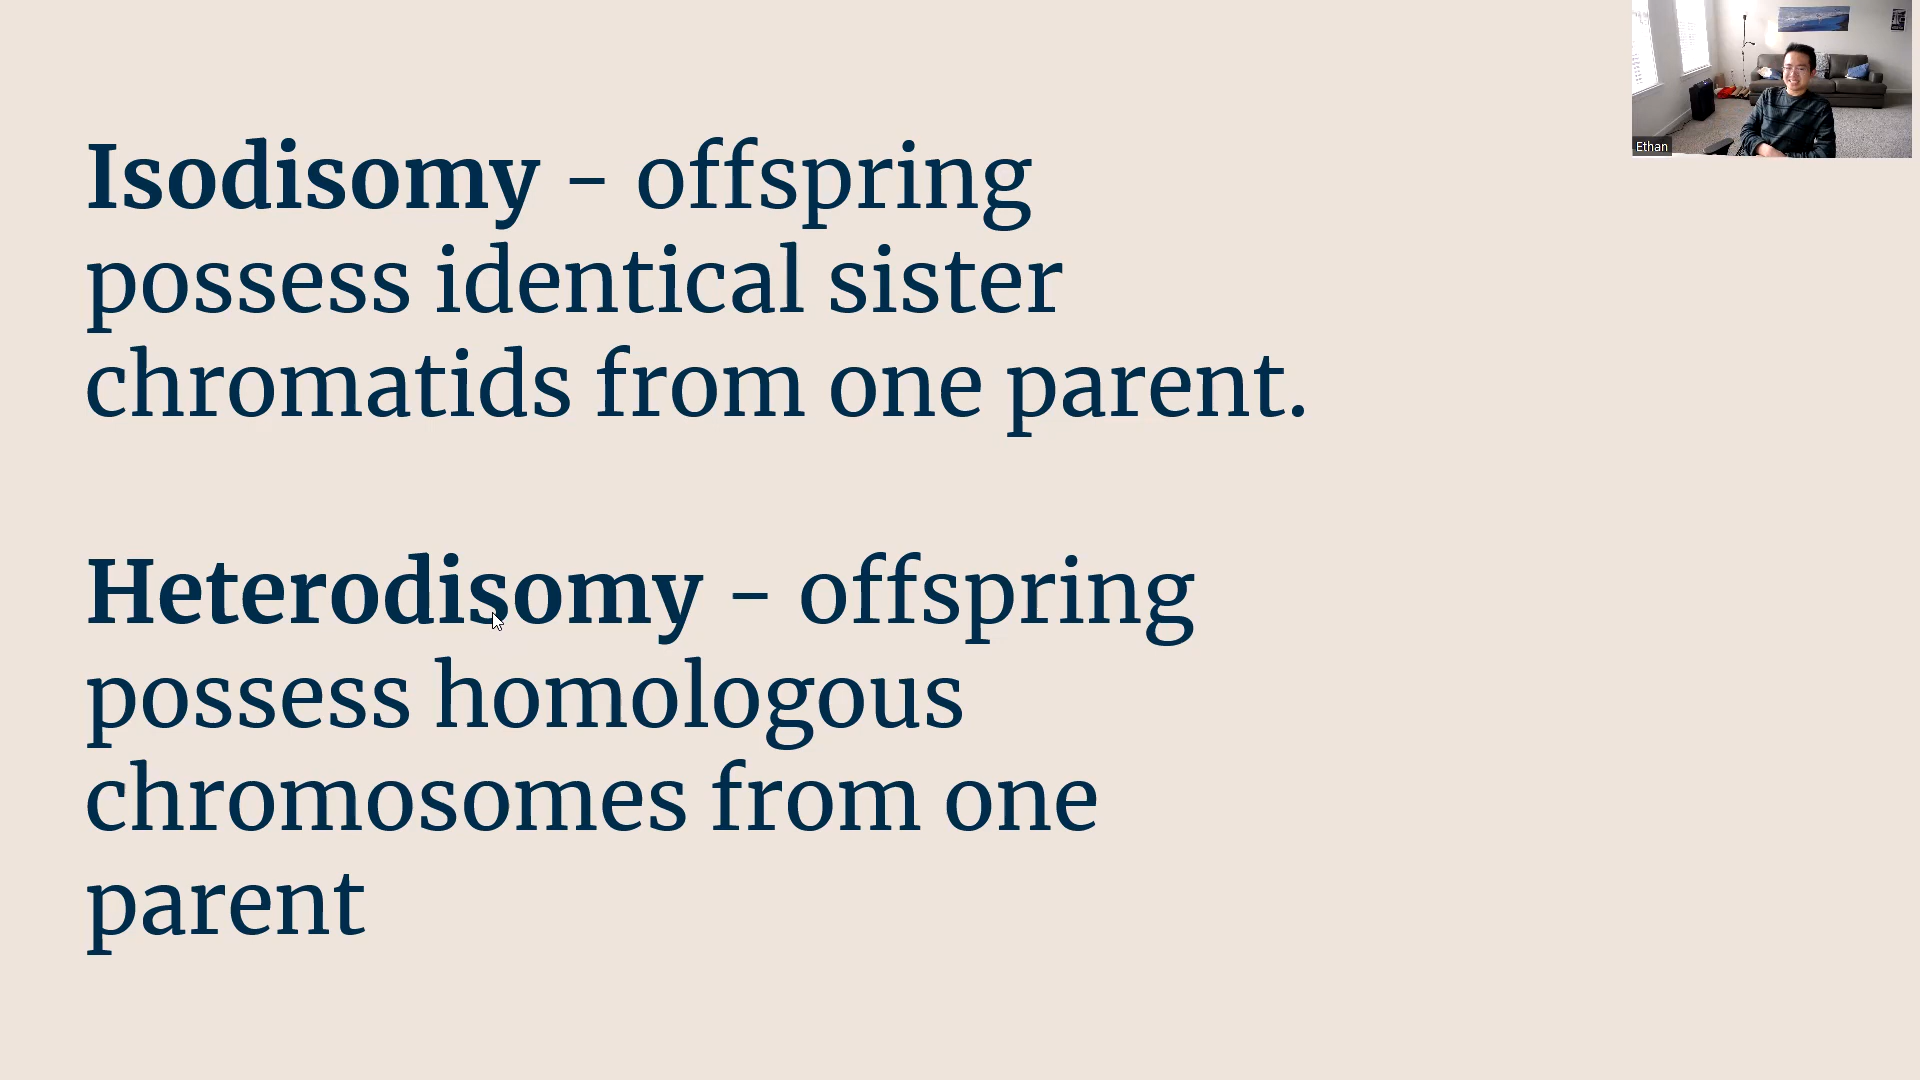 Isodisomy - offspring
possess identical sister
chromatids from one parent.
Heterodisomy - offspring
possess homologous
chromosomes from one
parent
Ethan